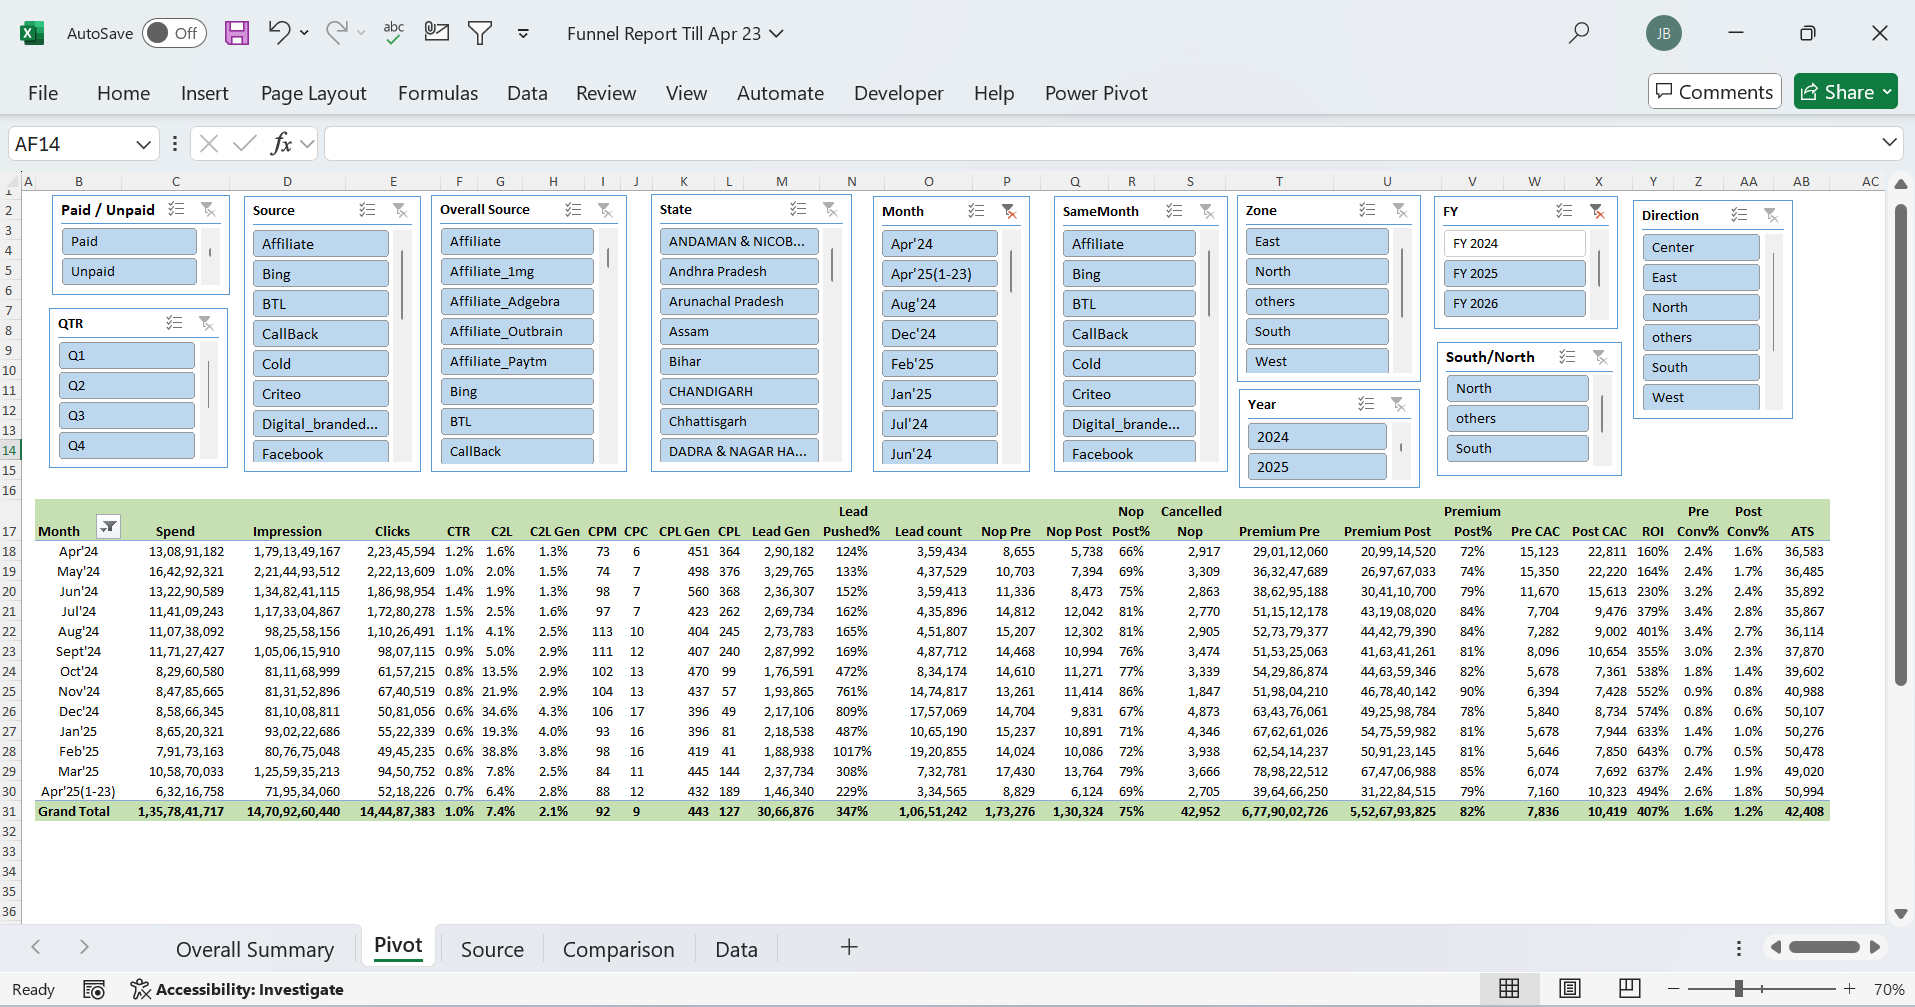 AutoSave Off Funnel Report Till Apr 23 JB
File Home Insert Page Layout Formulas Data Review View Automate Developer Help Power Pivot Comments Share
AF14 fx
A B C D E F G H I J K L M N O P Q R S T U V W X Y Z AA AB AC
Paid / Unpaid
Paid
Unpaid
QTR
Q1
Q2
Q3
Q4
Source
Affiliate
Bing
BTL
CallBack
Cold
Criteo
Digital_branded...
Facebook
Overall Source
Affiliate
Affiliate_1mg
Affiliate_Adgebra
Affiliate_Outbrain
Affiliate_Paytm
Bing
BTL
CallBack
State
ANDAMAN & NICOB...
Andhra Pradesh
Arunachal Pradesh
Assam
Bihar
CHANDIGARH
Chhattisgarh
DADRA & NAGAR HA...
Month
Apr'24
Apr'25(1-23)
Aug'24
Dec'24
Feb'25
Jan'25
Jul'24
Jun'24
SameMonth
Affiliate
Bing
BTL
CallBack
Cold
Criteo
Digital_brande...
Facebook
Zone
East
North
others
South
West
Year
2024
2025
FY
FY 2024
FY 2025
FY 2026
South/North
North
others
South
Direction
Center
East
North
others
South
West
1
2
3
4
5
6
7
8
9
10
11
12
13
14
15
16
17 Month Spend Impression Clicks CTR C2L C2L Gen CPM CPC CPL Gen CPL Lead Gen Lead Pushed% Lead count Nop Pre Nop Post Nop Post% Cancelled Nop Premium Pre Premium Post Premium Post% Pre CAC Post CAC ROI Pre Conv% Post Conv% ATS
18 Apr'24 13,08,91,182 1,79,13,49,167 2,23,45,594 1.2% 1.6% 1.3% 73 6 451 364 2,90,182 124% 3,59,434 8,655 5,738 66% 2,917 29,01,12,060 20,99,14,520 72% 15,123 22,811 160% 2.4% 1.6% 36,583
19 May'24 16,42,92,321 2,21,44,93,512 2,22,13,609 1.0% 2.0% 1.5% 74 7 498 376 3,29,765 133% 4,37,529 10,703 7,394 69% 3,309 36,32,47,689 26,97,67,033 74% 15,350 22,220 164% 2.4% 1.7% 36,485
20 Jun'24 13,22,90,589 1,34,82,41,115 1,86,98,954 1.4% 1.9% 1.3% 98 7 560 368 2,36,307 152% 3,59,413 11,336 8,473 75% 2,863 38,62,95,188 30,41,10,700 79% 11,670 15,613 230% 3.2% 2.4% 35,892
21 Jul'24 11,41,09,243 1,17,33,04,867 1,72,80,278 1.5% 2.5% 1.6% 97 7 423 262 2,69,734 162% 4,35,896 14,812 12,042 81% 2,770 51,15,12,178 43,19,08,020 84% 7,704 9,476 379% 3.4% 2.8% 35,867
22 Aug'24 11,07,38,092 98,25,58,156 1,10,26,491 1.1% 4.1% 2.5% 113 10 404 245 2,73,783 165% 4,51,807 15,207 12,302 81% 2,905 52,73,79,377 44,42,79,390 84% 7,282 9,002 401% 3.4% 2.7% 36,114
23 Sept'24 11,71,27,427 1,05,06,15,910 98,07,115 0.9% 5.0% 2.9% 111 12 407 240 2,87,992 169% 4,87,712 14,468 10,994 76% 3,474 51,53,25,063 41,63,41,261 81% 8,096 10,654 355% 3.0% 2.3% 37,870
24 Oct'24 8,29,60,580 81,11,68,999 61,57,215 0.8% 13.5% 2.9% 102 13 470 99 1,76,591 472% 8,34,174 14,610 11,271 77% 3,339 54,29,86,874 44,63,59,346 82% 5,678 7,361 538% 1.8% 1.4% 39,602
25 Nov'24 8,47,85,665 81,31,52,896 67,40,519 0.8% 21.9% 2.9% 104 13 437 57 1,93,865 761% 14,74,817 13,261 11,414 86% 1,847 51,98,04,210 46,78,40,142 90% 6,394 7,428 552% 0.9% 0.8% 40,988
26 Dec'24 8,58,66,345 81,10,08,811 50,81,056 0.6% 34.6% 4.3% 106 17 396 49 2,17,106 809% 17,57,069 14,704 9,831 67% 4,873 63,43,76,061 49,25,98,784 78% 5,840 8,734 574% 0.8% 0.6% 50,107
27 Jan'25 8,65,20,321 93,02,22,686 55,22,339 0.6% 19.3% 4.0% 93 16 396 81 2,18,538 487% 10,65,190 15,237 10,891 71% 4,346 67,62,61,026 54,75,59,982 81% 5,678 7,944 633% 1.4% 1.0% 50,276
28 Feb'25 7,91,73,163 80,76,75,048 49,45,235 0.6% 38.8% 3.8% 98 16 419 41 1,88,938 1017% 19,20,855 14,024 10,086 72% 3,938 62,54,14,237 50,91,23,145 81% 5,646 7,850 643% 0.7% 0.5% 50,478
29 Mar'25 10,58,70,033 1,25,59,35,213 94,50,752 0.8% 7.8% 2.5% 84 11 445 144 2,37,734 308% 7,32,781 17,430 13,764 79% 3,666 78,98,22,512 67,47,06,988 85% 6,074 7,692 637% 2.4% 1.9% 49,020
30 Apr'25(1-23) 6,32,16,758 71,95,34,060 52,18,226 0.7% 6.4% 2.8% 88 12 432 189 1,46,340 229% 3,34,565 8,829 6,124 69% 2,705 39,64,66,250 31,22,84,515 79% 7,160 10,323 494% 2.6% 1.8% 50,994
31 Grand Total 1,35,78,41,717 14,70,92,60,440 14,44,87,383 1.0% 7.4% 2.1% 92 9 443 127 30,66,876 347% 1,06,51,242 1,73,276 1,30,324 75% 42,952 6,77,90,02,726 5,52,67,93,825 82% 7,836 10,419 407% 1.6% 1.2% 42,408
32
33
34
35
36
Overall Summary Pivot Source Comparison Data
Ready Accessibility: Investigate 70%